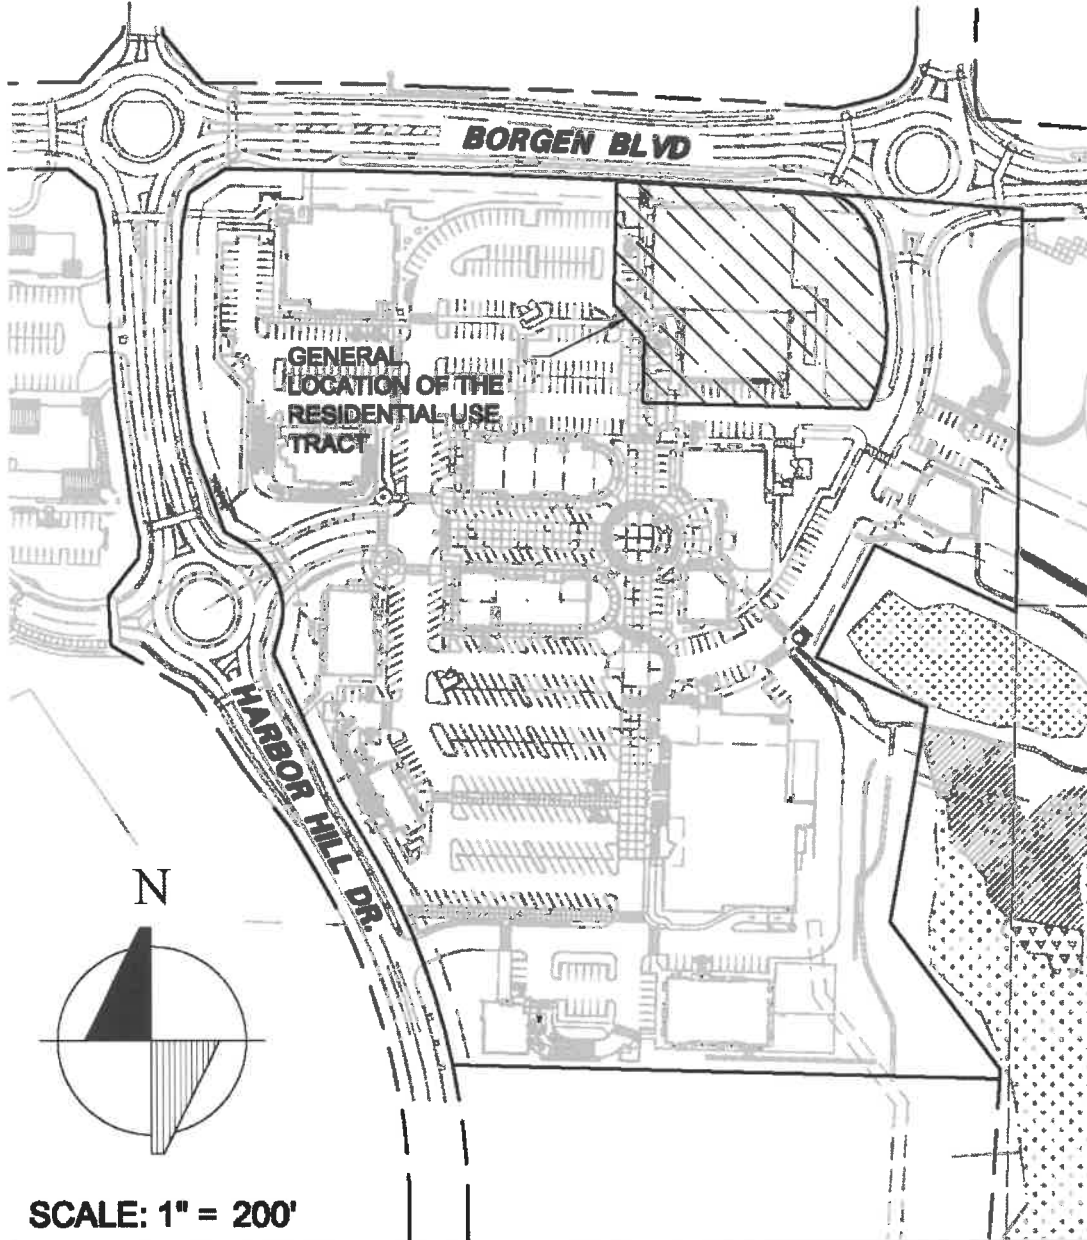 BORGEN BLVD
GENERAL
LOCATION OF THE
RESIDENTIAL USE
TRACT
HARBOR HILL DR.
N
SCALE: 1" = 200'